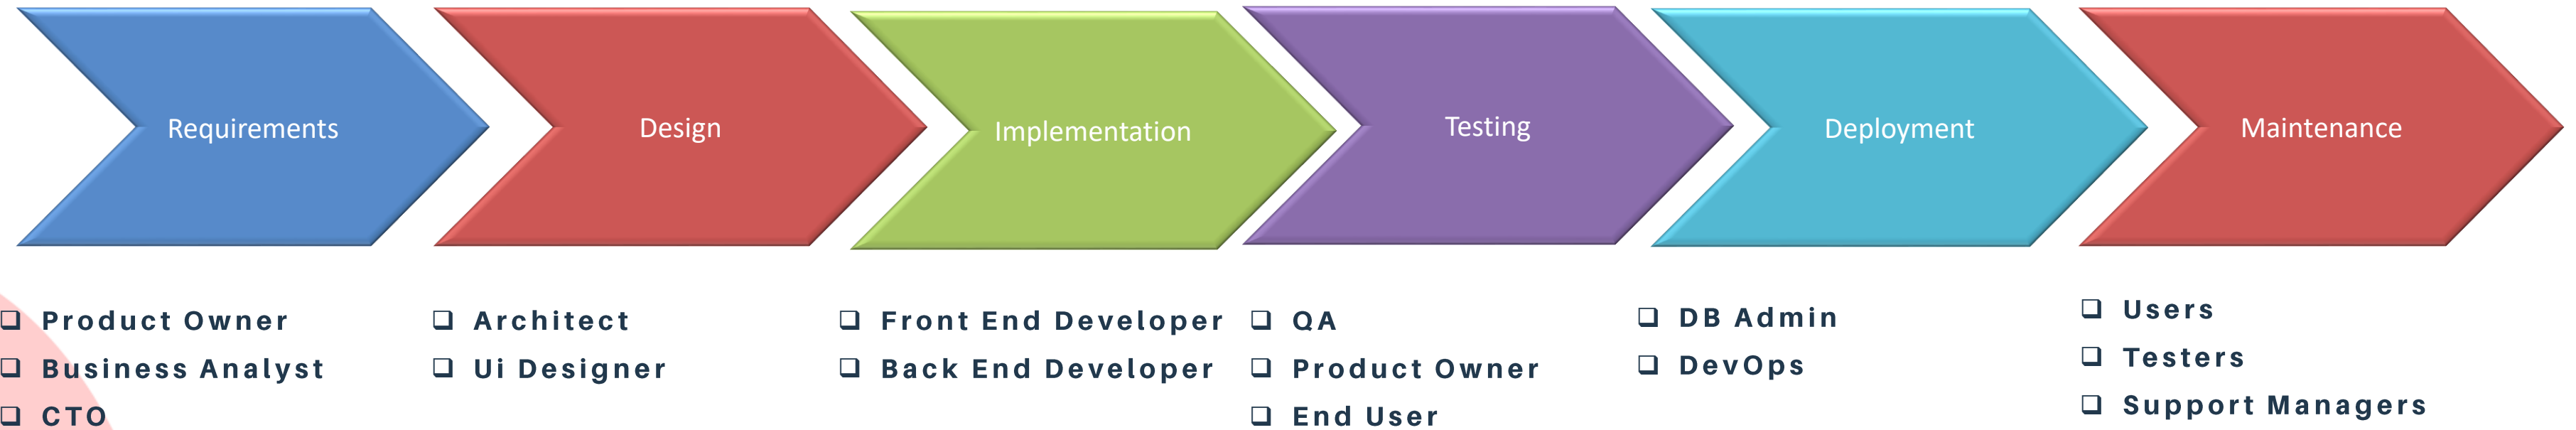 Requirements
Design
Implementation
Testing
Deployment
Maintenance
Product Owner
Business Analyst
CTO
Architect
Ui Designer
Front End Developer
Back End Developer
QA
Product Owner
End User
DB Admin
DevOps
Users
Testers
Support Managers